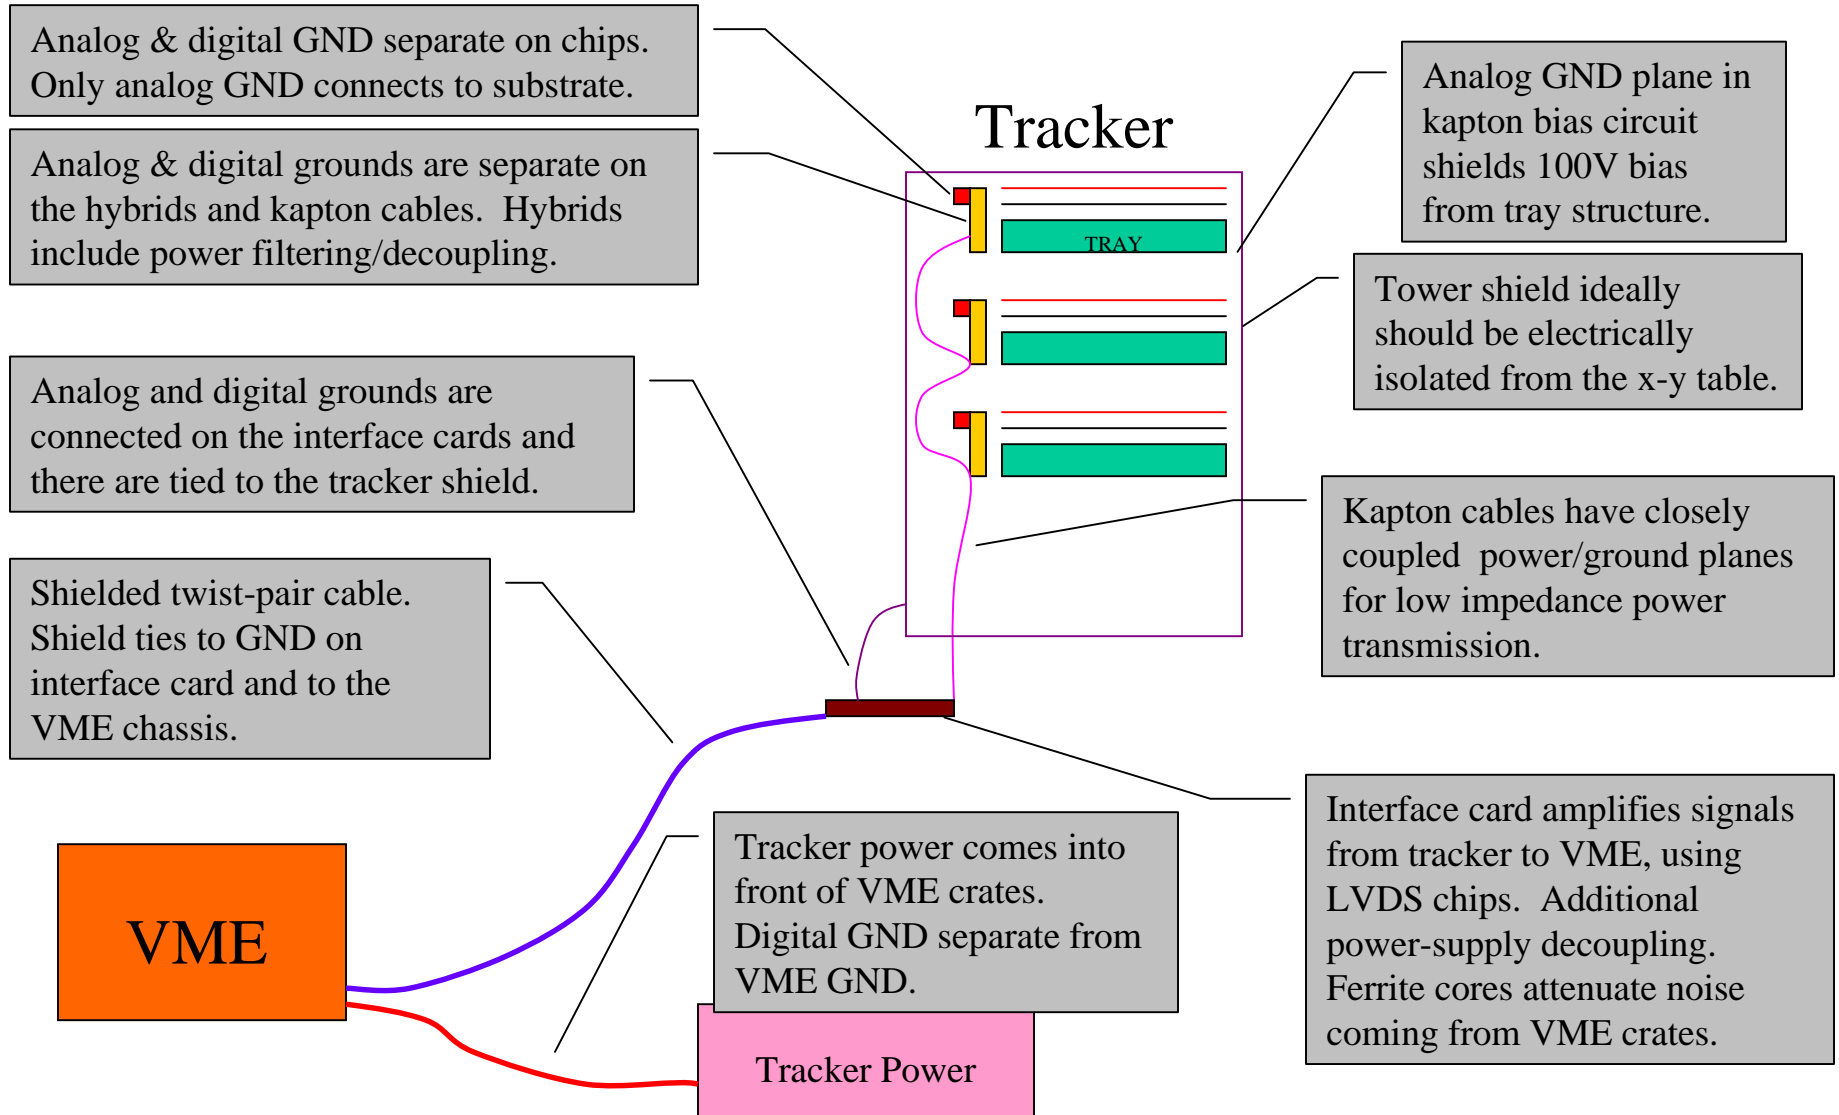 Analog & digital GND separate on chips.
Only analog GND connects to substrate.
Analog & digital grounds are separate on
the hybrids and kapton cables.  Hybrids
include power filtering/decoupling.
Tracker
TRAY
Analog GND plane in
kapton bias circuit
shields 100V bias
from tray structure.
Tower shield ideally
should be electrically
isolated from the x-y table.
Analog and digital grounds are
connected on the interface cards and
there are tied to the tracker shield.
Kapton cables have closely
coupled  power/ground planes
for low impedance power
transmission.
Shielded twist-pair cable.
Shield ties to GND on
interface card and to the
VME chassis.
Interface card amplifies signals
from tracker to VME, using
LVDS chips.  Additional
power-supply decoupling.
Ferrite cores attenuate noise
coming from VME crates.
Tracker power comes into
front of VME crates.
Digital GND separate from
VME GND.
VME
Tracker Power